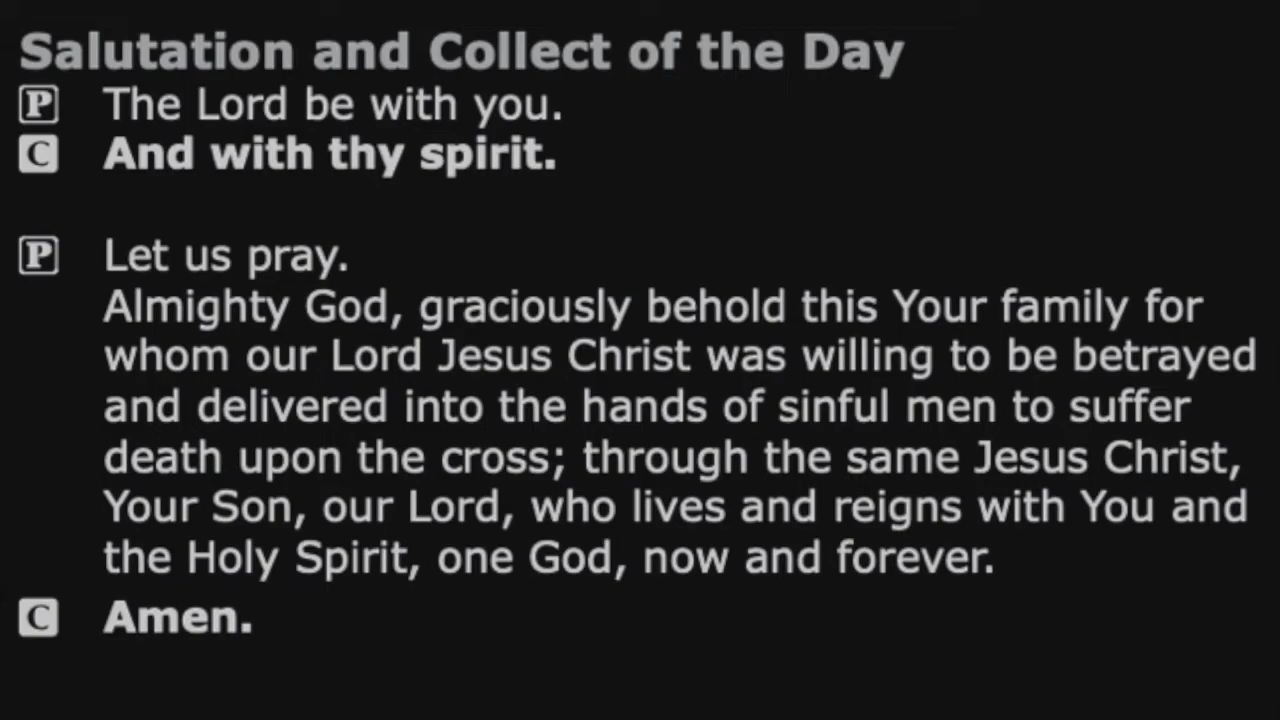 Salutation and Collect of the Day
P The Lord be with you.
C And with thy spirit.
P Let us pray.
Almighty God, graciously behold this Your family for
whom our Lord Jesus Christ was willing to be betrayed
and delivered into the hands of sinful men to suffer
death upon the cross; through the same Jesus Christ,
Your Son, our Lord, who lives and reigns with You and
the Holy Spirit, one God, now and forever.
C Amen.